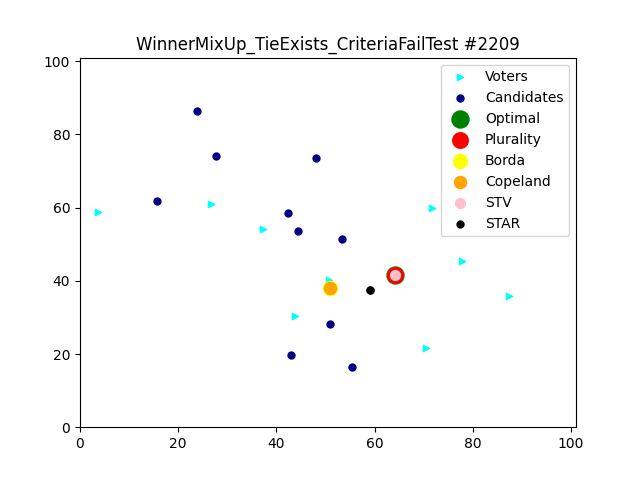 WinnerMixUp_TieExists_CriteriaFailTest #2209
Voters
Candidates
Optimal
Plurality
Borda
Copeland
STV
STAR
100
80
60
40
20
0
0 20 40 60 80 100